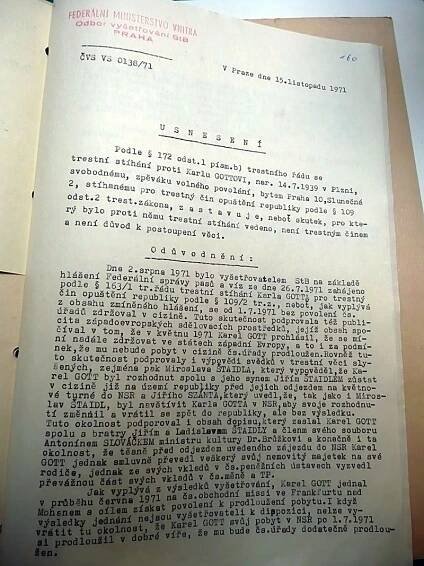 FEDERÁLNÍ MINISTERSTVO VNITRA
Odbor vyšetřování StB
PRAHA
160
ČVS VS 0138/71
V Praze dne 15.listopadu 1971
U S N E S E N Í
Podle § 172 odst.1 písm.b) trestního řádu se
trestní stíhání proti Karlu GOTTOVI, nar. 14.7.1939 v Plzni,
svobodnému, zpěváku volného povolání, bytem Praha 10, Slunečná
2, stíhanému pro trestný čin opuštění republiky podle § 109
odst.2 trest.zákona, z a s t a v u j e, neboť skutek, pro kte-
rý bylo proti němu trestní stíhání vedeno, není trestným činem
a není důvod k postoupení věci.
O d ů v o d n ě n í :
Dne 2.srpna 1971 bylo vyšetřovatelem StB na základě
hlášení Federální správy pasů a víz ze dne 26.7.1971 zahájeno
podle § 163/1 tr.řádu trestní stíhání Karla GOTTA pro trestný
čin opuštění republiky podle § 109/2 tr.z., neboť, jak vyplývá
z obsahu zmíněného hlášení, se od 1.7.1971 bez povolení čs.
úřadů zdržoval v cizině. Tuto skutečnost podporovala též publi-
cita západoevropských sdělovacích prostředků, jejíž obsah spo-
číval v tom, že v květnu 1971 Karel GOTT prohlásil, že se mí-
ní nadále zdržovat ve státech západní Evropy, a to i za podmí-
nek, že mu nebude pobyt v cizině čs.úřady prodloužen. Rovněž tu-
to skutečnost podporovaly i výpovědi svědků v trestní věci sly-
šených, zejména pak Miroslava ŠTAIDLA, který vypověděl, že Ka-
rel GOTT byl rozhodnut spolu s jeho synem Jiřím ŠTAIDLEM zůstat
v cizině již na území republiky před jejich odjezdem na květno-
vé turné do NSR a Jiřího SZANTA, který uvedl, že, tak jako i Miros-
lav ŠTAIDL, byl navštívit Karla GOTTA v NSR, aby svoje rozhodnu-
tí změnil a vrátil se zpět do republiky, ale bez výsledku.
Tuto okolnost podporoval i obsah dopisu, který zaslal Karel GOTT
spolu s bratry Jiřím a Ladislavem ŠTAIDLY a členem svého souboru
Antonínem SLOVÁČKEM ministru kultury Dr.Brůžkovi a konečně i ta
okolnost, že těsně před odjezdem uvedeného zájezdu do NSR Karel
GOTT jednak smluvně převedl veškerý svůj nemovitý majetek na své
rodiče, jednak ze svých vkladů v čs.peněžních ústavech vyzvedl
převážnou část svých vkladů v čs.měně a TP.
Jak vyplývá z výsledků vyšetřování, Karel GOTT jednal
v průběhu června 1971 na čs.obchodní missi ve Frankfurtu nad
Mohanem s cílem získat povolení k prodloužení pobytu. I když
výsledky jednání nejsou vyšetřovateli k dispozici, nelze vy-
vrátit tu okolnost, že Karel GOTT svůj pobyt v NSR po 1.7.1971
si prodloužil v dobré víře, že mu bude čs.úřady dodatečně prodlou-
žen.